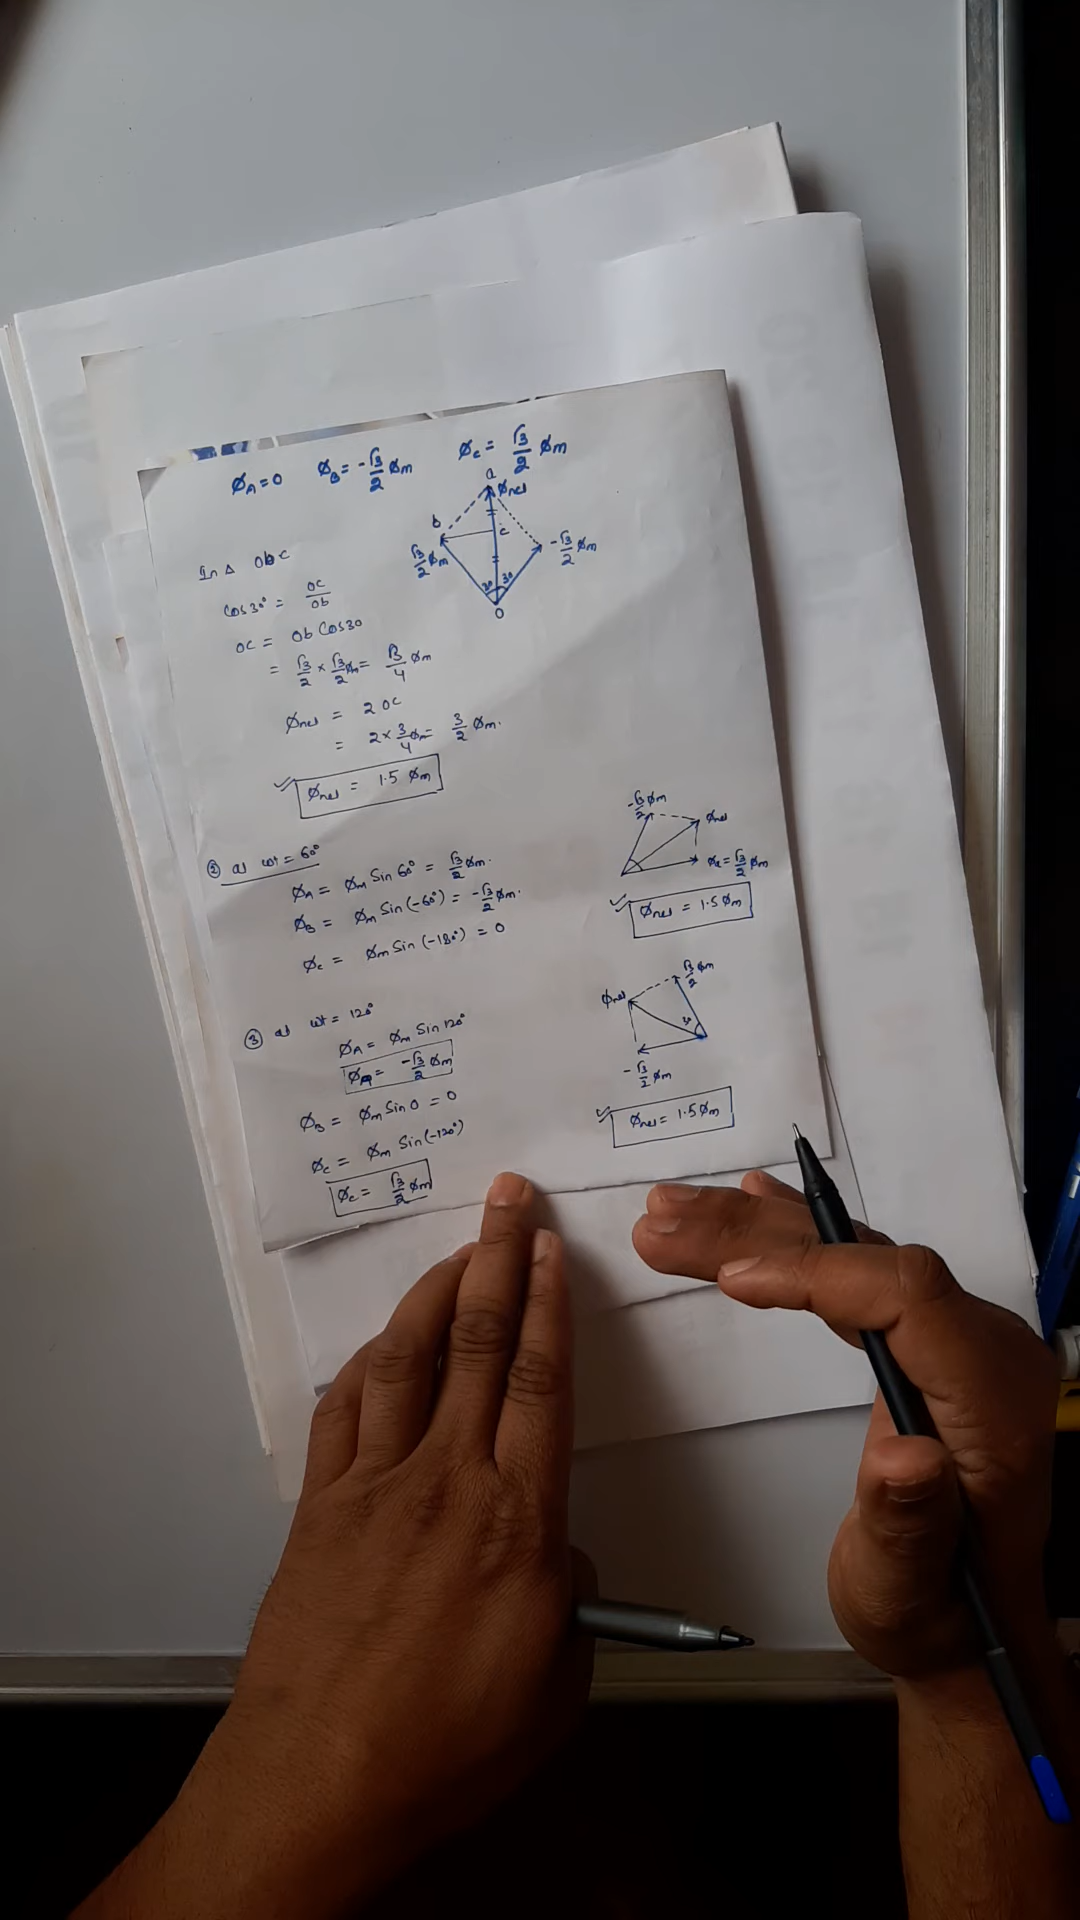 ØA = 0   ØB = -√3/2 Øm   Øc = √3/2 Øm
a
Ønet
b
c
√3/2 Øm
-√3/2 Øm
30 30
O
In Δ Obc
Cos30° = OC/Ob
OC = Ob Cos30
= √3/2 × √3/2 Øm = √3/4 Øm
Ønet = 2 OC
= 2 × 3/4 Øm = 3/2 Øm.
Ønet = 1.5 Øm
② at ωt = 60°
ØA = Øm Sin 60° = √3/2 Øm.
ØB = Øm Sin(-60°) = -√3/2 Øm.
Øc = Øm Sin(-180°) = 0
-√3/2 Øm
Ønet
Øc = √3/2 Øm
Ønet = 1.5 Øm
③ at ωt = 120°
ØA = Øm Sin 120°
ØA = -√3/2 Øm
ØB = Øm Sin 0 = 0
Øc = Øm Sin(-120°)
Øc = √3/2 Øm
√3/2 Øm
Ønet
-√3/2 Øm
Ønet = 1.5 Øm